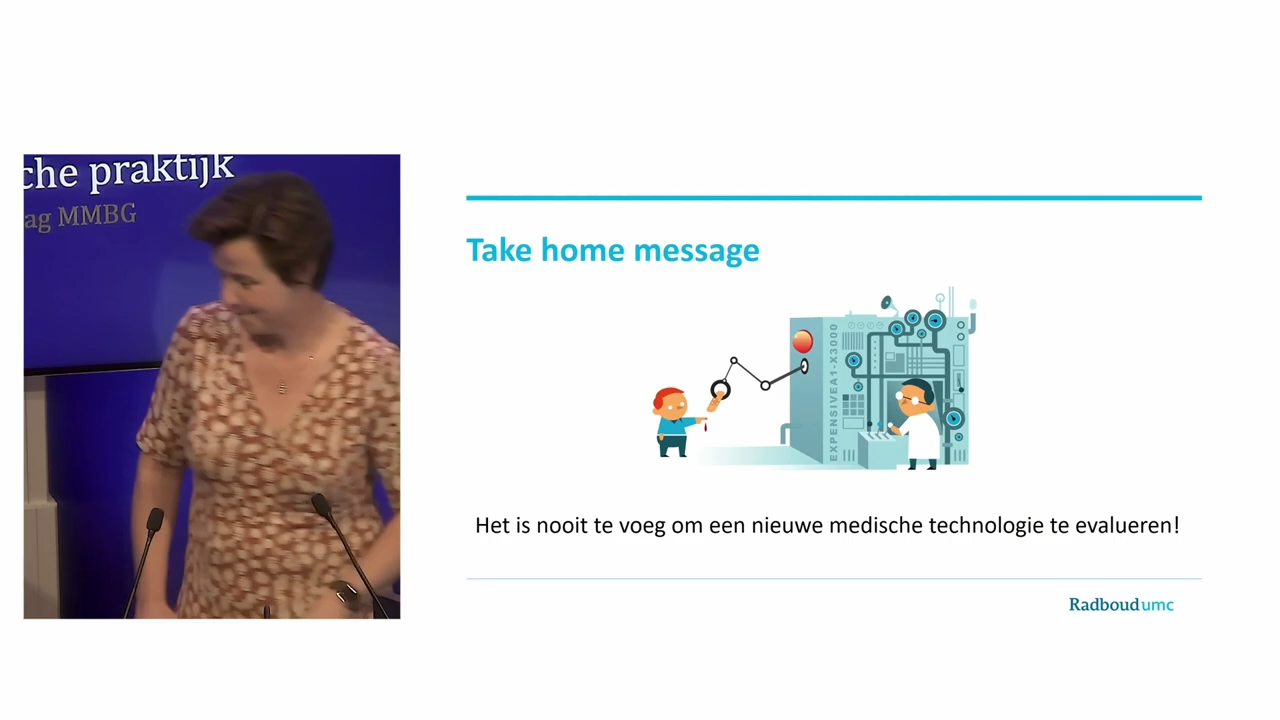 che praktijk
ag MMBG
Take home message
EXPENSIVEA1-X3000
Het is nooit te voeg om een nieuwe medische technologie te evalueren!
Radboudumc